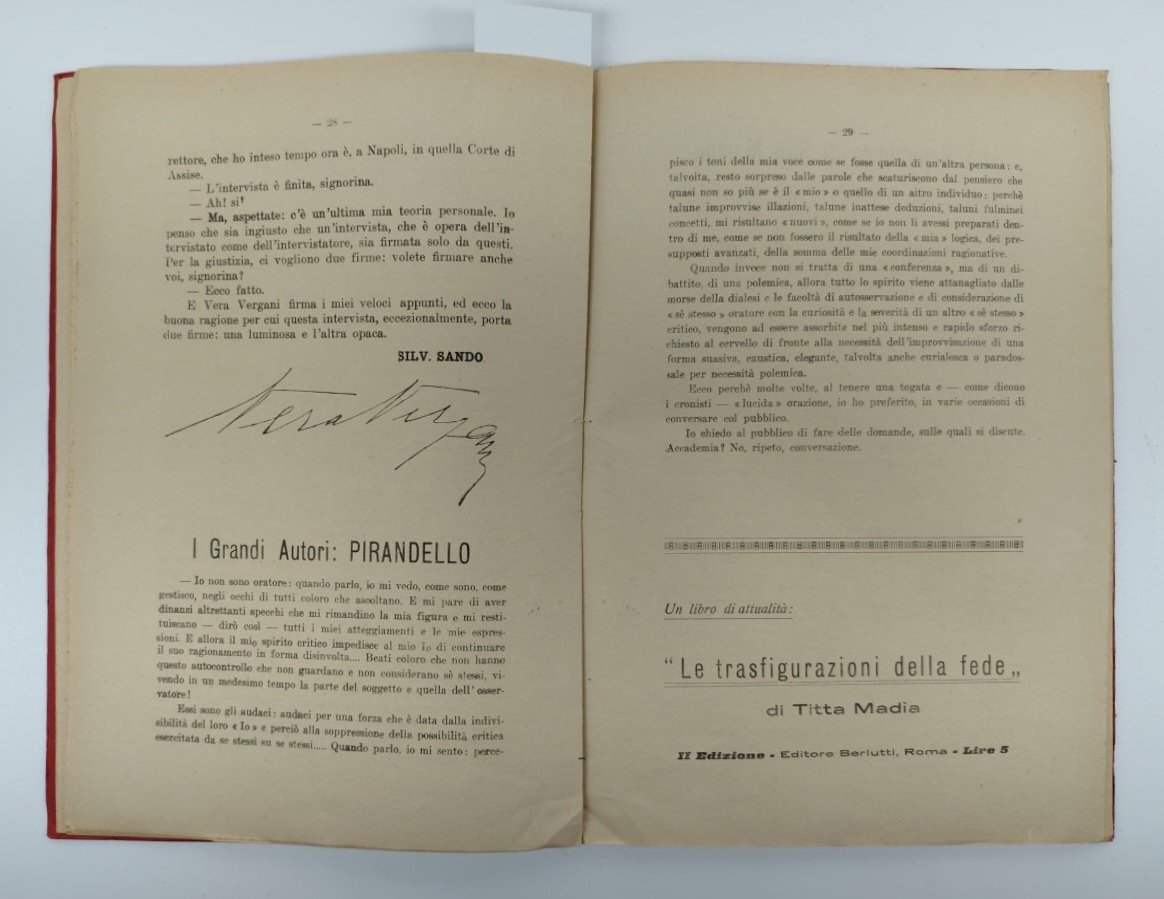 — 28 —
rettore, che ho inteso tempo ora è, a Napoli, in quella Corte di
Assise.
— L'intervista è finita, signorina.
— Ah! sì!
— Ma, aspettate: c'è un'ultima mia teoria personale. Io
penso che sia ingiusto che un'intervista, che è opera dell'in-
tervistato come dell'intervistatore, sia firmata solo da questi.
Per la giustizia, ci vogliono due firme: volete firmare anche
voi, signorina?
— Ecco fatto.
E Vera Vergani firma i miei veloci appunti, ed ecco la
buona ragione per cui questa intervista, eccezionalmente, porta
due firme: una luminosa e l'altra opaca.
SILV. SANDO
Vera Vergani
I Grandi Autori: PIRANDELLO
— Io non sono oratore: quando parlo, io mi vedo, come sono, come
gestisco, negli occhi di tutti coloro che ascoltano. E mi pare di aver
dinanzi altrettanti specchi che mi rimandino la mia figura e mi resti-
tuiscano — dirò così — tutti i miei atteggiamenti e le mie espres-
sioni. E allora il mio spirito critico impedisce al mio Io di continuare
il suo ragionamento in forma disinvolta.... Beati coloro che non hanno
questo autocontrollo che non guardano e non considerano sè stessi, vi-
vendo in un medesimo tempo la parte del soggetto e quella dell' osser-
vatore!
Essi sono gli audaci: audaci per una forza che è data dalla indivi-
sibilità del loro « Io » e perciò alla soppressione della possibilità critica
esercitata da se stessi su se stessi..... Quando parlo, io mi sento: perce-
— 29 —
pisco i toni della mia voce come se fosse quella di un'altra persona: e,
talvolta, resto sorpreso dalle parole che scaturiscono dal pensiero che
quasi non so più se è il « mio » o quello di un altro individuo: perchè
talune improvvise illazioni, talune inattese deduzioni, taluni fulminei
concetti, mi risultano « nuovi », come se io non li avessi preparati den-
tro di me, come se non fossero il risultato della « mia » logica, dei pre-
supposti avanzati, della somma delle mie coordinazioni ragionative.
Quando invece non si tratta di una « conferenza », ma di un di-
battito, di una polemica, allora tutto lo spirito viene attanagliato dalle
morse della dialesi e le facoltà di autosservazione e di considerazione di
« sè stesso » oratore con la curiosità e la severità di un altro « sè stesso »
critico, vengono ad essere assorbite nel più intenso e rapido sforzo ri-
chiesto al cervello di fronte alla necessità dell'improvvisazione di una
forma suasiva, caustica, elegante, talvolta anche curialesca o parados-
sale per necessità polemica.
Ecco perchè molte volte, al tenere una togata e — come dicono
i cronisti — « lucida » orazione, io ho preferito, in varie occasioni di
conversare col pubblico.
Io chiedo al pubblico di fare delle domande, sulle quali si discute.
Accademia? No, ripeto, conversazione.
Un libro di attualità:
"Le trasfigurazioni della fede„
di Titta Madia
II Edizione - Editore Berlutti, Roma - Lire 5